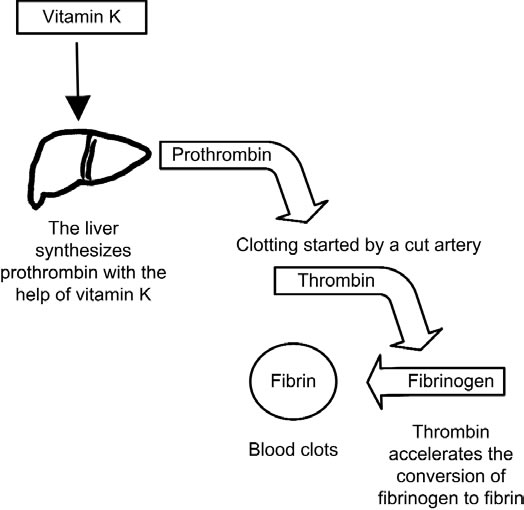 Vitamin K
Prothrombin
The liver
synthesizes
prothrombin with the
help of vitamin K
Clotting started by a cut artery
Thrombin
Fibrin
Fibrinogen
Blood clots
Thrombin
accelerates the
conversion of
fibrinogen to fibrin